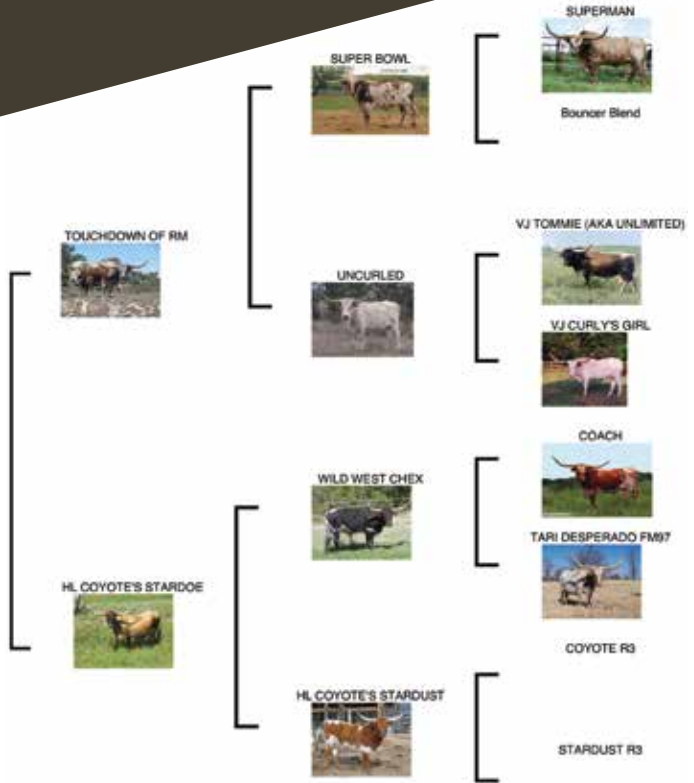 SUPERMAN
SUPER BOWL
Bouncer Blend
TOUCHDOWN OF RM
VJ TOMMIE (AKA UNLIMITED)
UNCURLED
VJ CURLY'S GIRL
COACH
WILD WEST CHEX
TARI DESPERADO FM97
HL COYOTE'S STARDOE
COYOTE R3
HL COYOTE'S STARDUST
STARDUST R3